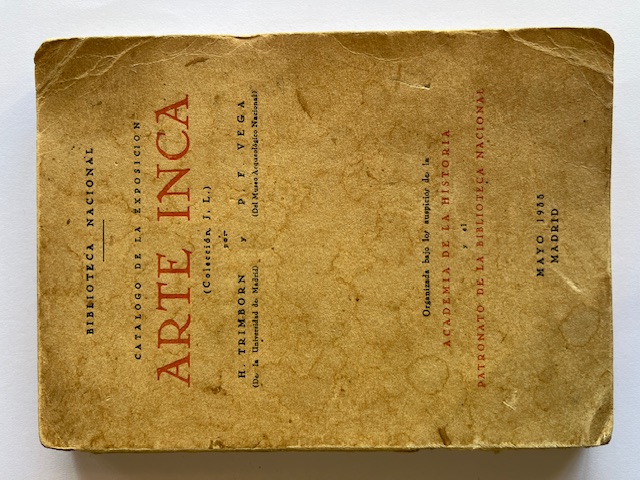 BIBLIOTECA NACIONAL
CATALOGO DE LA EXPOSICION
ARTE INCA
(Colección, J. L.)
por
H. TRIMBORN y P. F. VEGA
(De la Universidad de Madrid) (Del Museo Arqueológico Nacional)
Organizada bajo los auspicios de la
ACADEMIA DE LA HISTORIA
y el
PATRONATO DE LA BIBLIOTECA NACIONAL
MAYO 1935
MADRID